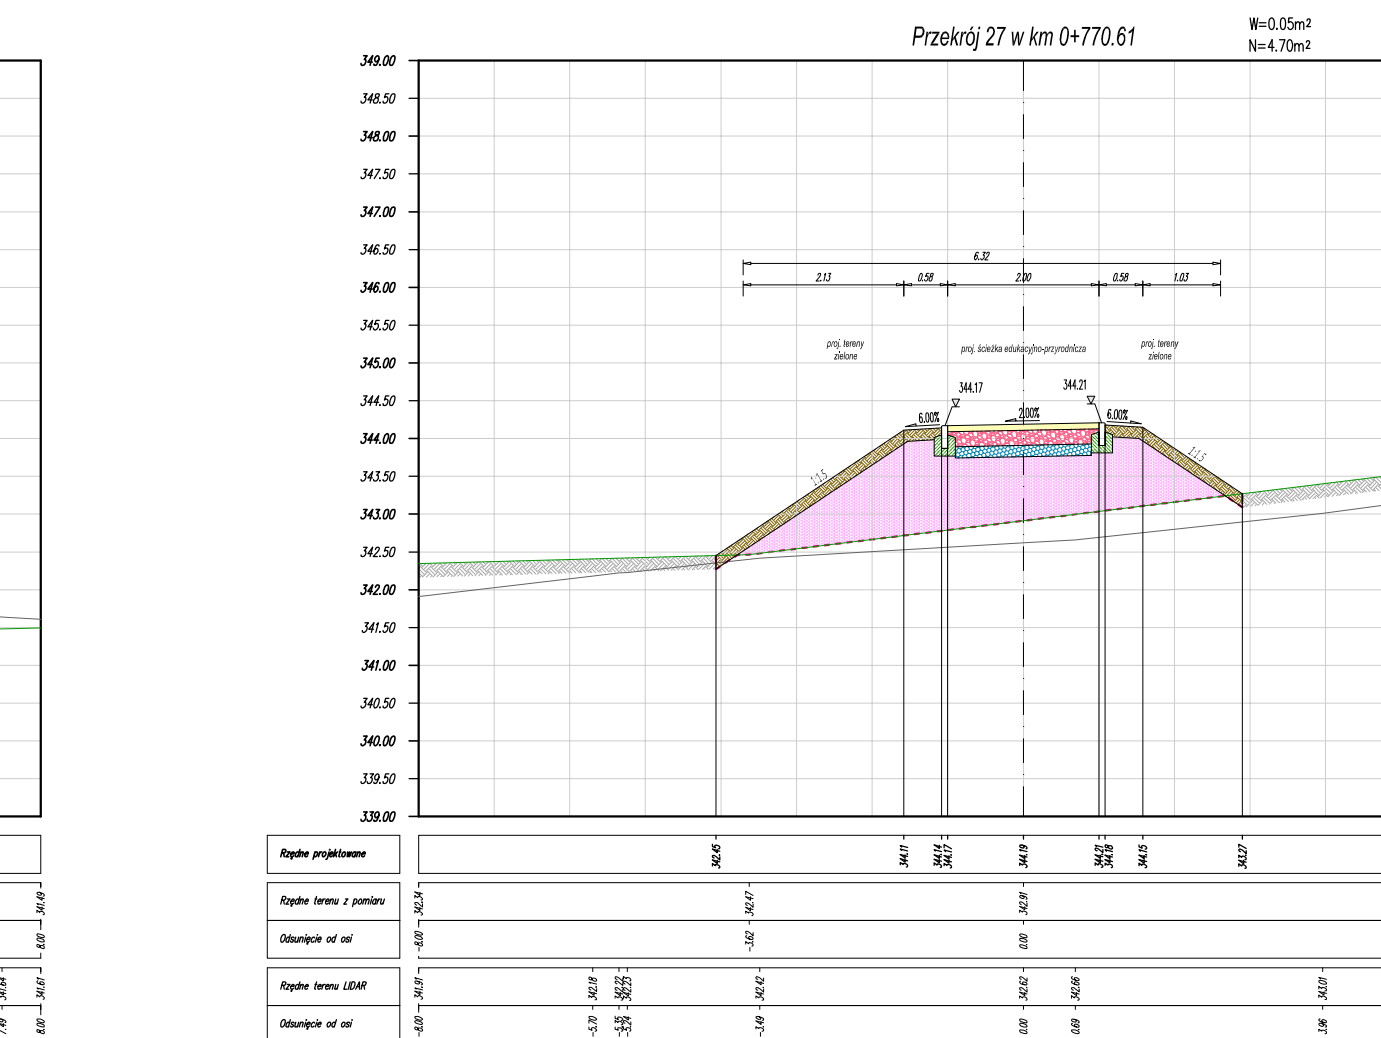 Przekrój 27 w km 0+770.61
W=0.05m²
N=4.70m²
349.00
348.50
348.00
347.50
347.00
346.50
346.00
345.50
345.00
344.50
344.00
343.50
343.00
342.50
342.00
341.50
341.00
340.50
340.00
339.50
339.00
6.32
2.13 0.58 2.00 0.58 1.03
proj. tereny
zielone
proj. ścieżka edukacyjno-przyrodnicza
proj. tereny
zielone
344.17 344.21
6.00% 2.00% 6.00%
1:1.5 1:1.5
Rzędne projektowane
342.45 344.11 344.14 344.17 344.19 344.21 344.18 344.15 343.27
Rzędne terenu z pomiaru
341.49 342.34 342.47 342.91
Odsunięcie od osi
8.00 -8.00 -3.62 0.00
Rzędne terenu LIDAR
341.64 341.61 341.91 342.18 342.22 342.23 342.42 342.62 342.66 343.01
Odsunięcie od osi
7.49 8.00 -8.00 -5.70 -5.35 -5.24 -3.49 0.00 0.69 3.96